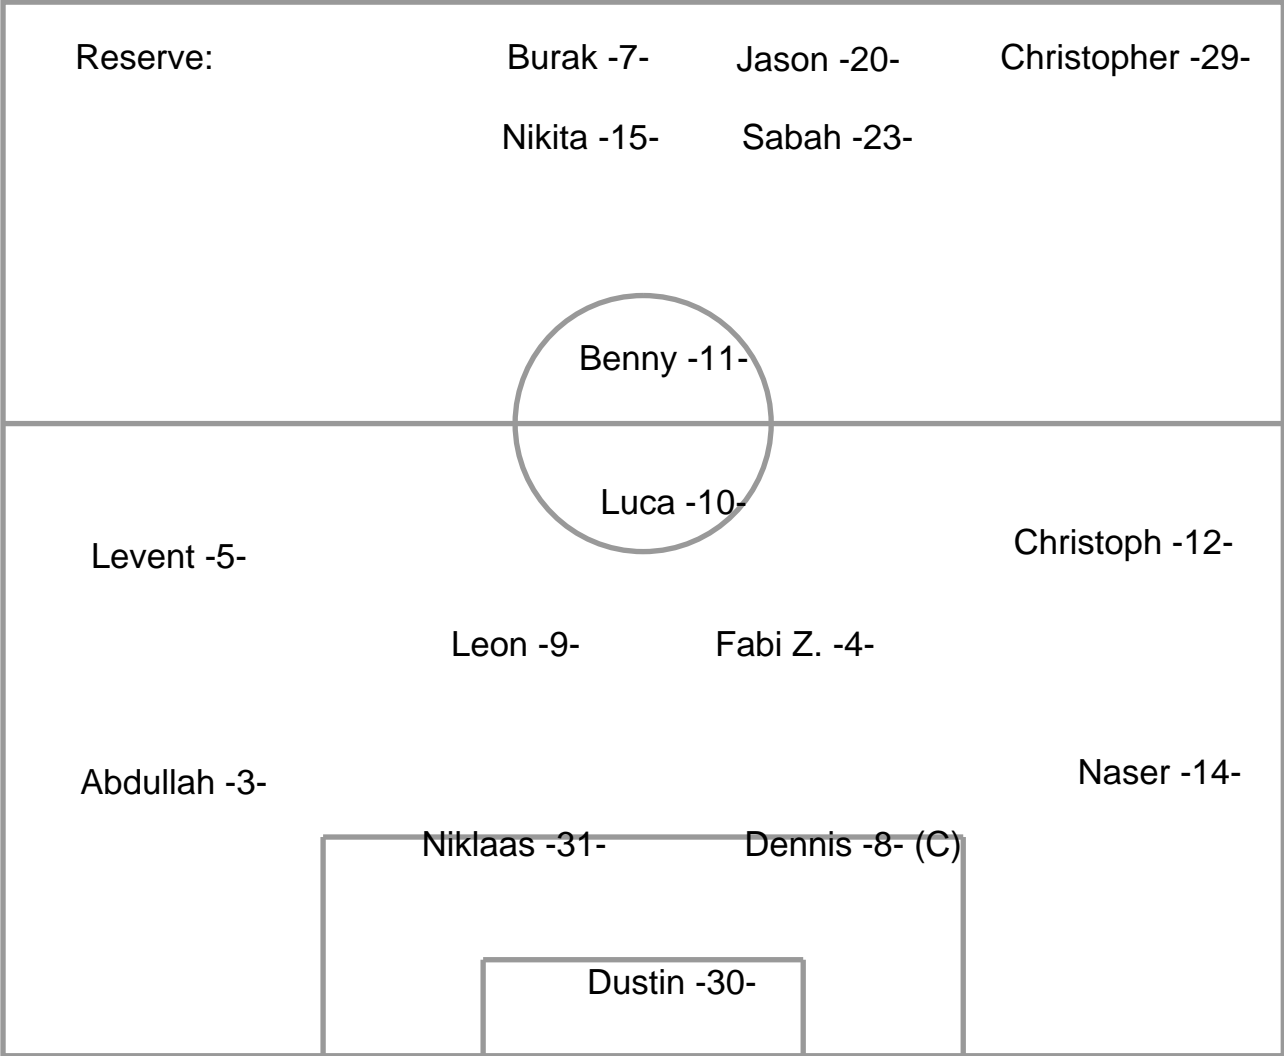 Reserve: Burak -7- Jason -20- Christopher -29-
Nikita -15- Sabah -23-
Benny -11-
Luca -10-
Levent -5- Christoph -12-
Leon -9- Fabi Z. -4-
Abdullah -3- Naser -14-
Niklaas -31- Dennis -8- (C)
Dustin -30-